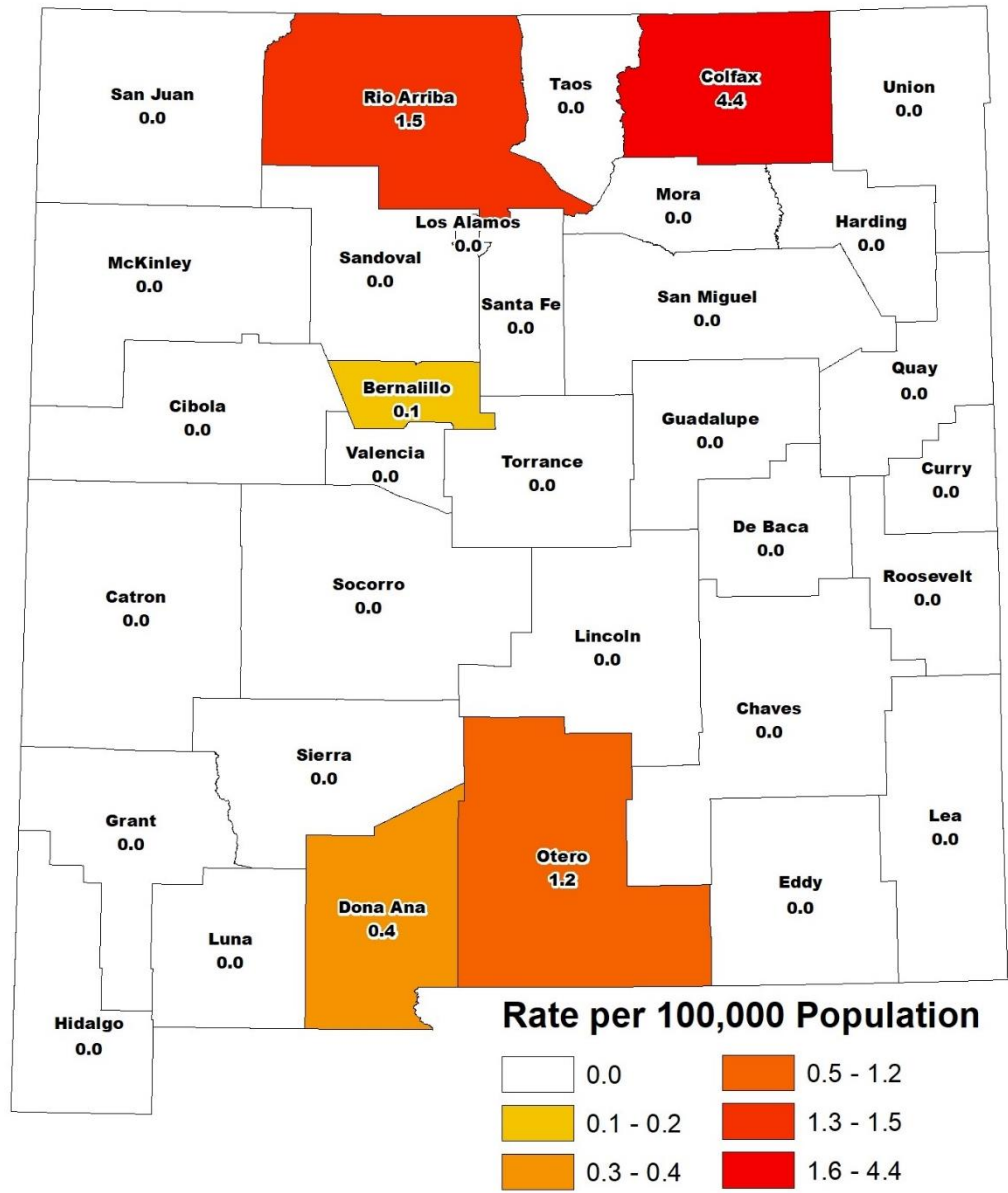 San Juan
0.0
Rio Arriba
1.5
Taos
0.0
Colfax
4.4
Union
0.0
Mora
0.0
Harding
0.0
Los Alamos
0.0
McKinley
0.0
Sandoval
0.0
Santa Fe
0.0
San Miguel
0.0
Quay
0.0
Cibola
0.0
Bernalillo
0.1
Guadalupe
0.0
Valencia
0.0
Torrance
0.0
Curry
0.0
De Baca
0.0
Catron
0.0
Socorro
0.0
Roosevelt
0.0
Lincoln
0.0
Chaves
0.0
Sierra
0.0
Grant
0.0
Lea
0.0
Otero
1.2
Eddy
0.0
Dona Ana
0.4
Luna
0.0
Hidalgo
0.0
Rate per 100,000 Population
0.0
0.1 - 0.2
0.3 - 0.4
0.5 - 1.2
1.3 - 1.5
1.6 - 4.4